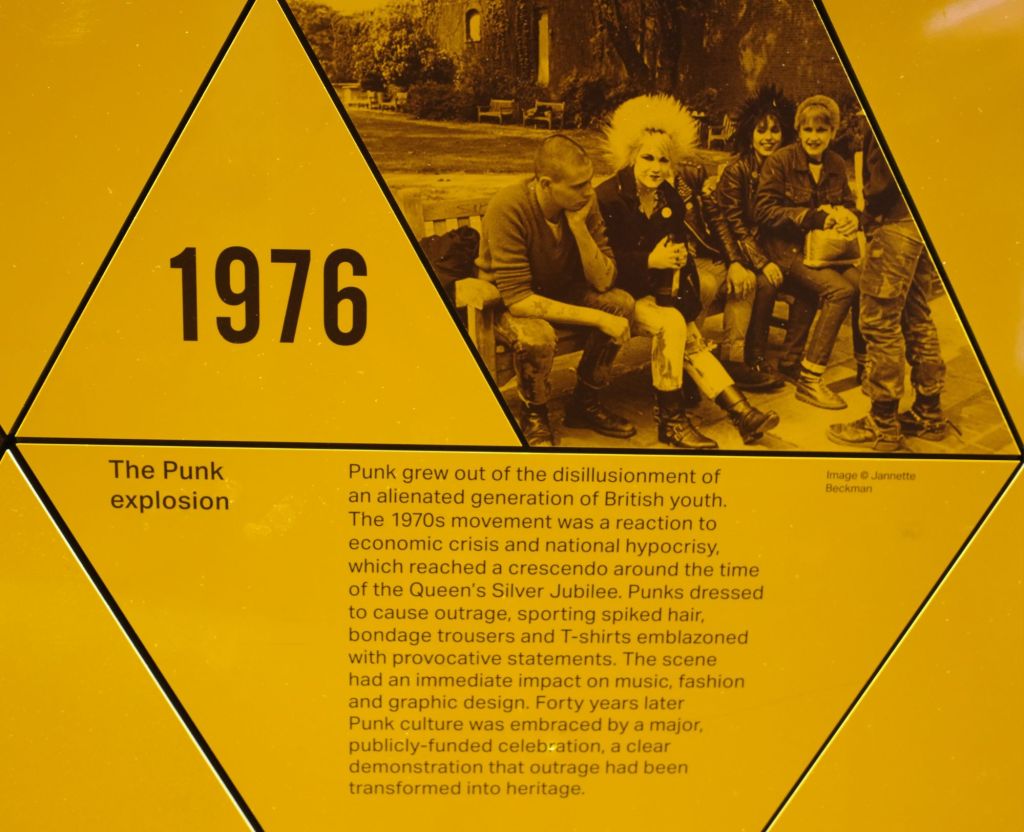 1976
The Punk
explosion
Punk grew out of the disillusionment of
an alienated generation of British youth.
The 1970s movement was a reaction to
economic crisis and national hypocrisy,
which reached a crescendo around the time
of the Queen's Silver Jubilee. Punks dressed
to cause outrage, sporting spiked hair,
bondage trousers and T-shirts emblazoned
with provocative statements. The scene
had an immediate impact on music, fashion
and graphic design. Forty years later
Punk culture was embraced by a major,
publicly-funded celebration, a clear
demonstration that outrage had been
transformed into heritage.
Image © Jannette
Beckman